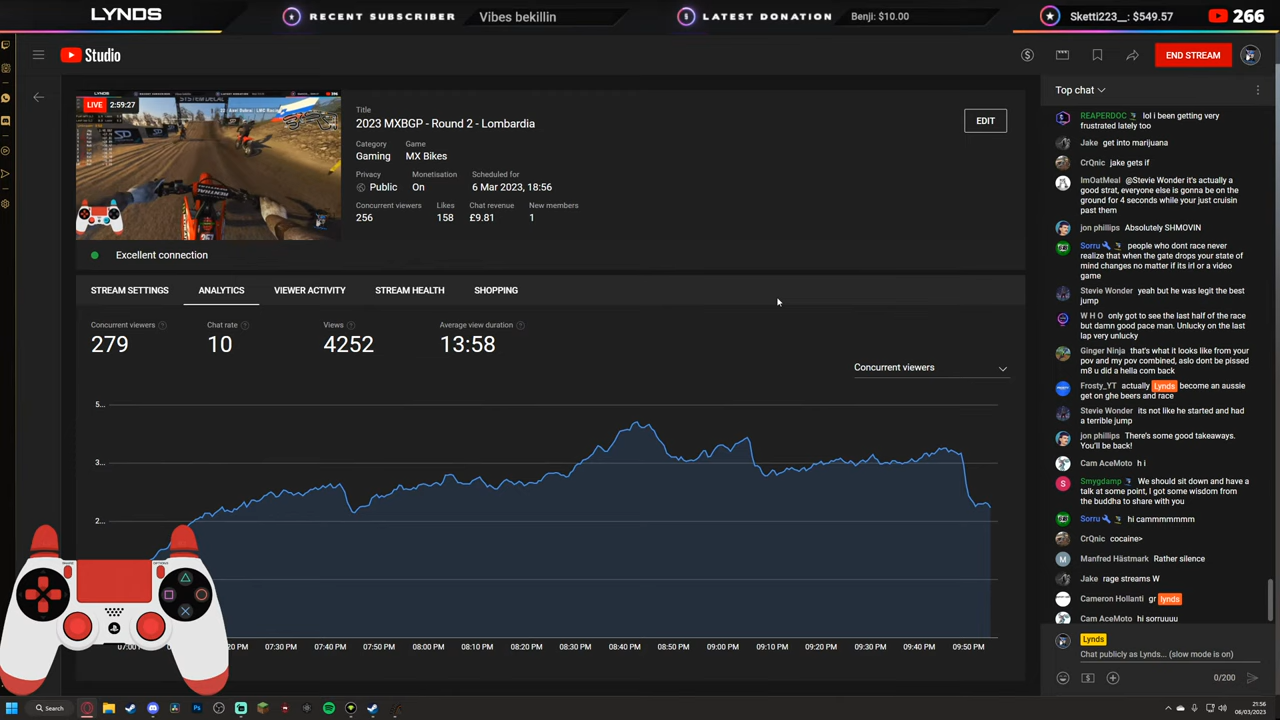 LYNDS
RECENT SUBSCRIBER
Vibes bekillin
LATEST DONATION
Benji: $10.00
Sketti223__: $549.57
266
Studio
END STREAM
LIVE 2:59:27
Title
2023 MXBGP - Round 2 - Lombardia
EDIT
Category
Game
Gaming
MX Bikes
Privacy
Monetisation
Scheduled for
Public
On
6 Mar 2023, 18:56
Concurrent viewers
Likes
Chat revenue
New members
256
158
£9.81
1
Excellent connection
STREAM SETTINGS
ANALYTICS
VIEWER ACTIVITY
STREAM HEALTH
SHOPPING
Concurrent viewers
Chat rate
Views
Average view duration
279
10
4252
13:58
Concurrent viewers
5...
3...
2...
07:30 PM
07:40 PM
07:50 PM
08:00 PM
08:10 PM
08:20 PM
08:30 PM
08:40 PM
08:50 PM
09:00 PM
09:10 PM
09:20 PM
09:30 PM
09:40 PM
09:50 PM
Top chat
REAPERDOC lol i been getting very
frustrated lately too
Jake get into marijuana
CrQnic jake gets if
ImOatMeal @Stevie Wonder it's actually a
good strat, everyone else is gonna be on the
ground for 4 seconds while your just cruisin
past them
jon phillips Absolutely SHMOVIN
Sorru people who dont race never
realize that when the gate drops your state of
mind changes no matter if its irl or a video
game
Stevie Wonder yeah but he was legit the best
jump
W H O only got to see the last half of the race
but damn good pace man. Unlucky on the last
lap very unlucky
Ginger Ninja that's what it looks like from your
pov and my pov combined, aslo dont be pissed
m8 u did a hella com back
Frosty_YT actually Lynds become an aussie
get on ghe beers and race
Stevie Wonder its not like he started and had
a terrible jump
jon phillips There's some good takeaways.
You'll be back!
Cam AceMoto h i
Smygdamp We should sit down and have a
talk at some point, I got some wisdom from
the buddha to share with you
Sorru hi cammmmmmm
CrQnic cocaine>
Manfred Hästmark Rather silence
Jake rage streams W
Cameron Hollanti gr lynds
Cam AceMoto hi sorruuuu
Lynds
Chat publicly as Lynds... (slow mode is on)
0/200
Search
21:56
06/03/2023